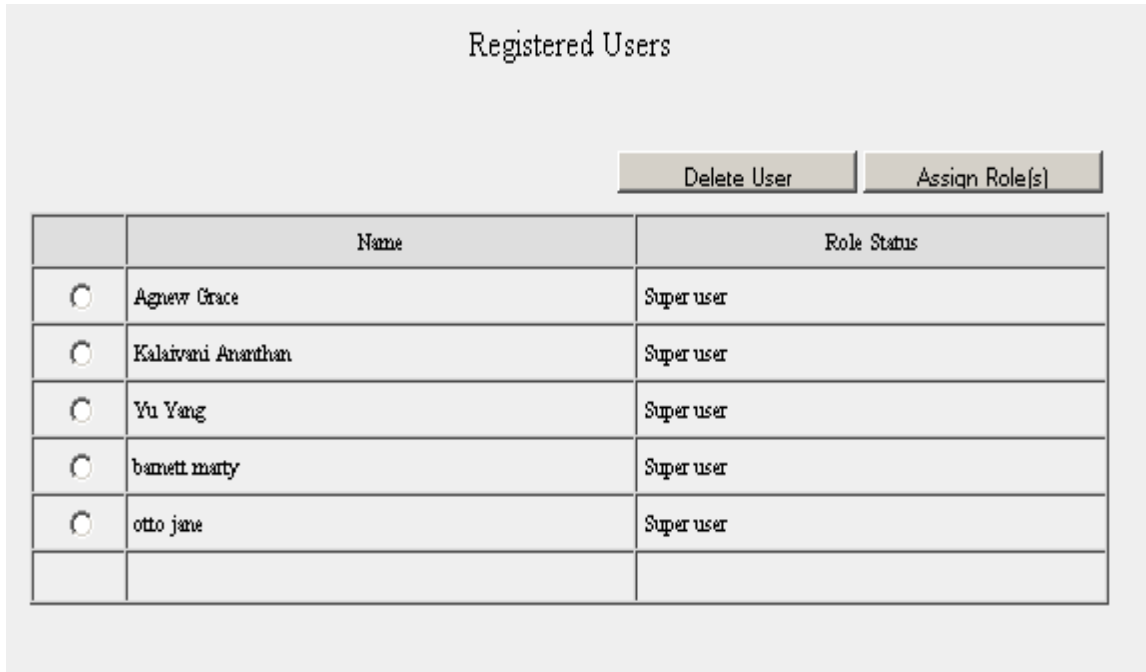 Registered Users
Delete User Assign Role(s)
Name Role Status
Agnew Grace Super user
Kalaivani Ananthan Super user
Yu Yang Super user
barnett marty Super user
otto jane Super user